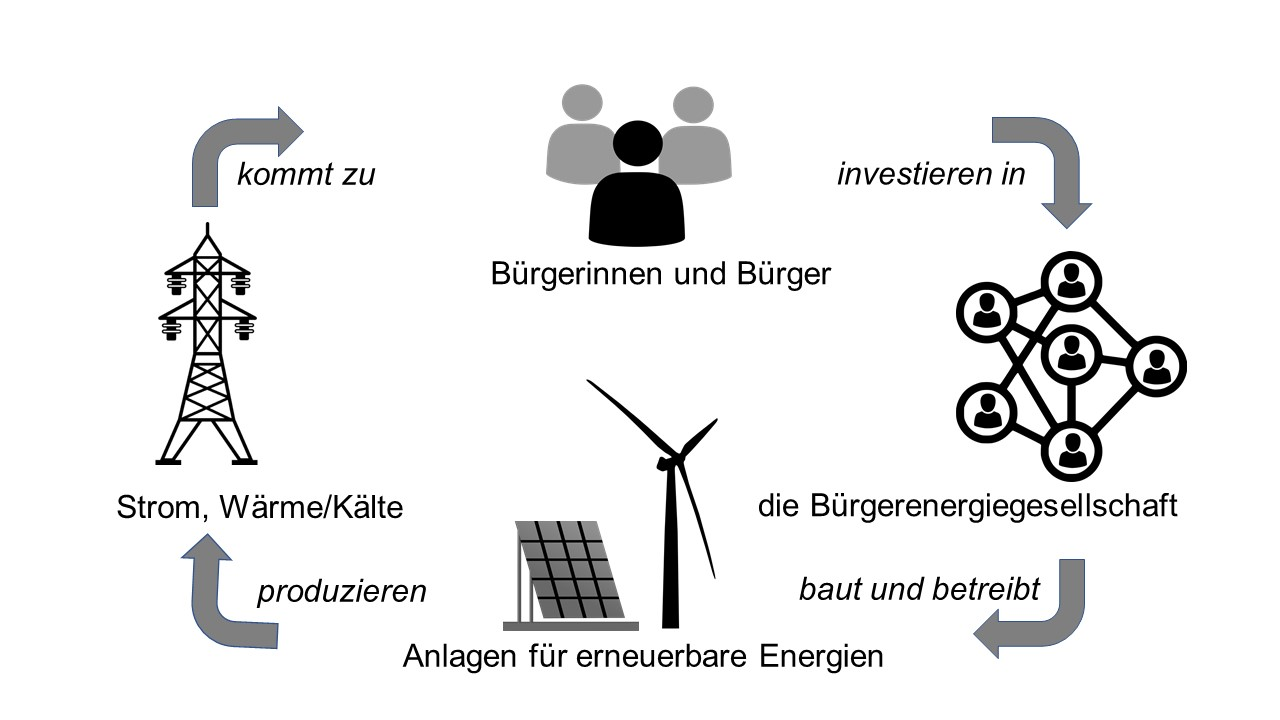 kommt zu
investieren in
Bürgerinnen und Bürger
Strom, Wärme/Kälte
die Bürgerenergiegesellschaft
produzieren
baut und betreibt
Anlagen für erneuerbare Energien